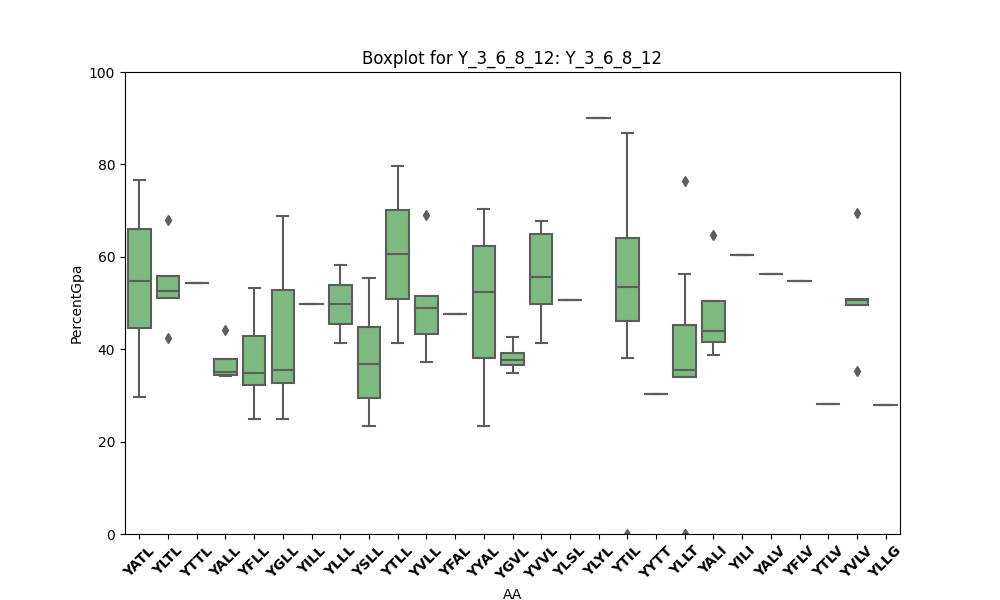 Boxplot for Y_3_6_8_12: Y_3_6_8_12
100
80
60
40
20
0
PercentGpa
YATL YLTL YTTL YALL YFLL YGLL YILL YLLL YSLL YTLL YVLL YFAL YYAL YGVL YVVL YLSL YLYL YTIL YYTT YLLT YALI YILI YALV YFLV YTLV YVLV YLLG
AA